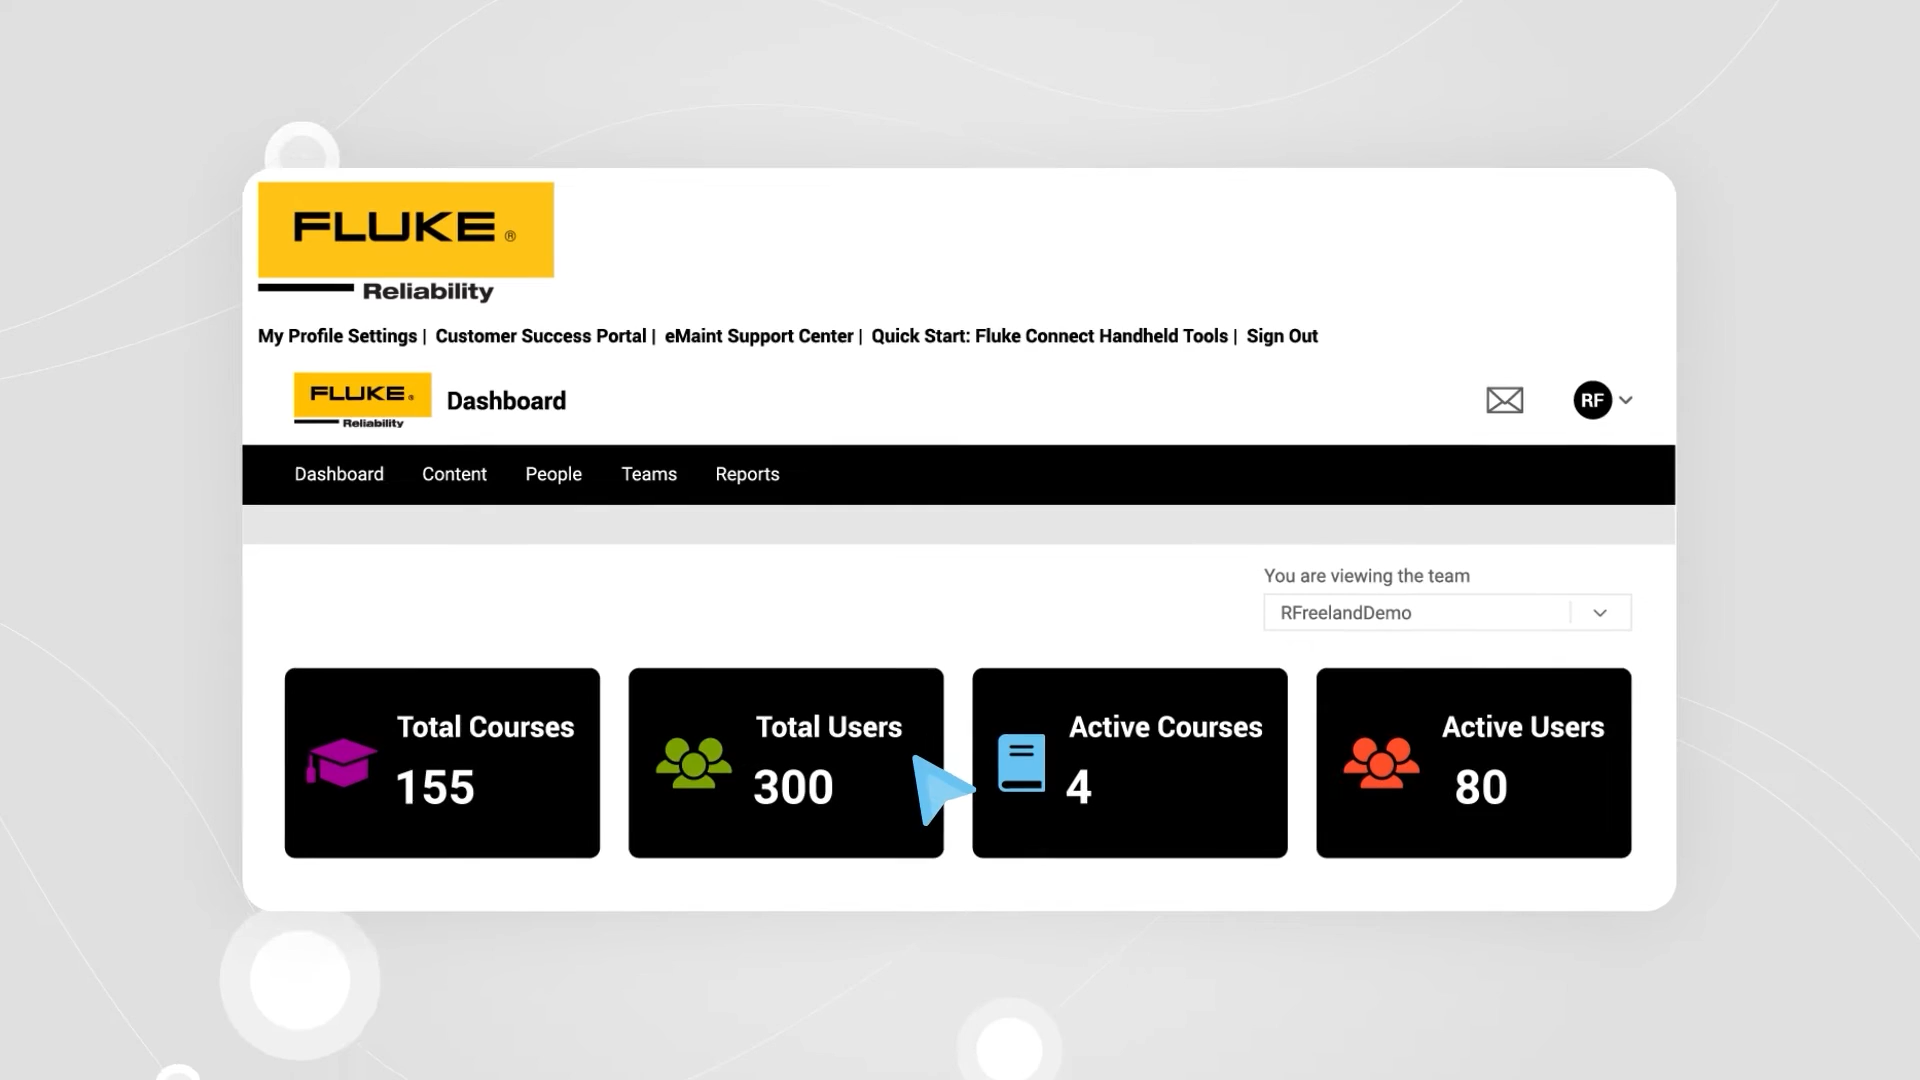 FLUKE ®
Reliability
My Profile Settings | Customer Success Portal | eMaint Support Center | Quick Start: Fluke Connect Handheld Tools | Sign Out
FLUKE ®
Reliability
Dashboard
RF
Dashboard Content People Teams Reports
You are viewing the team
RFreelandDemo
Total Courses
155
Total Users
300
Active Courses
4
Active Users
80